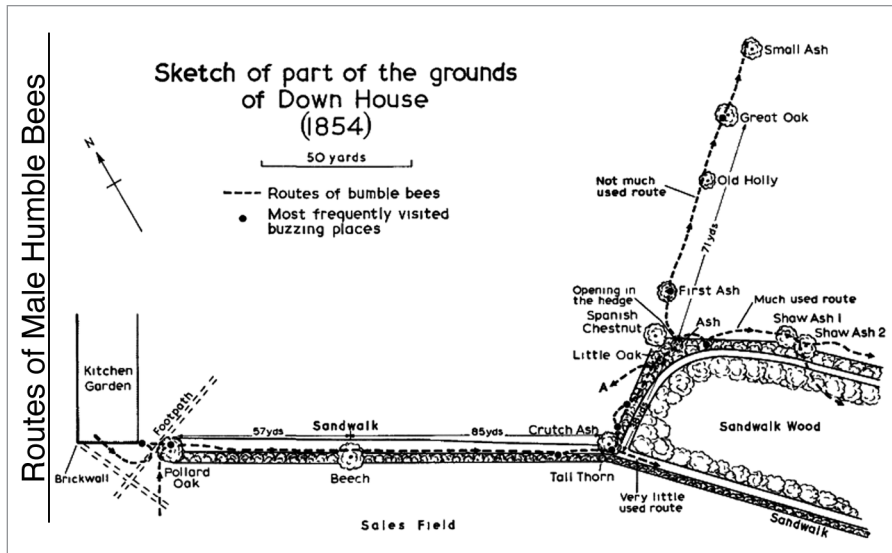 Routes of Male Humble Bees
Sketch of part of the grounds
of Down House
(1854)
50 yards
Routes of bumble bees
Most frequently visited
buzzing places
N
Small Ash
Great Oak
Old Holly
Not much
used route
71 yds
First Ash
Opening in
the hedge
Spanish
Chestnut
Ash
Much used route
Shaw Ash 1
Shaw Ash 2
Little Oak
A
Kitchen
Garden
Footpath
57yds
Sandwalk
85yds
Crutch Ash
Sandwalk Wood
Brickwall
Pollard
Oak
Beech
Tall Thorn
Very little
used route
Sandwalk
Sales Field